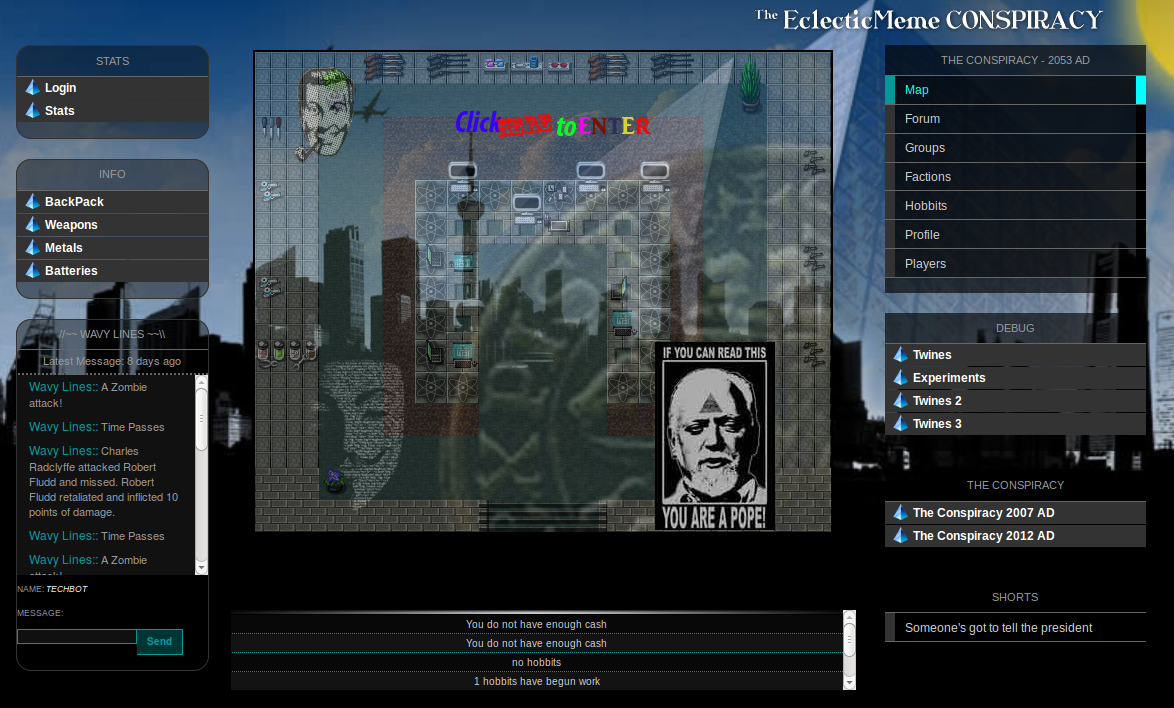 The EclecticMeme CONSPIRACY
STATS
Login
Stats
INFO
BackPack
Weapons
Metals
Batteries
//~~ WAVY LINES ~~\\
Latest Message: 8 days ago
Wavy Lines:: A Zombie
attack!
Wavy Lines:: Time Passes
Wavy Lines:: Charles
Radclyffe attacked Robert
Fludd and missed. Robert
Fludd retaliated and inflicted 10
points of damage.
Wavy Lines:: Time Passes
Wavy Lines:: A Zombie
attack!
NAME: TECHBOT
MESSAGE:
Send
Click HERE to ENTER
IF YOU CAN READ THIS
YOU ARE A POPE!
You do not have enough cash
You do not have enough cash
no hobbits
1 hobbits have begun work
THE CONSPIRACY - 2053 AD
Map
Forum
Groups
Factions
Hobbits
Profile
Players
DEBUG
Twines
Experiments
Twines 2
Twines 3
THE CONSPIRACY
The Conspiracy 2007 AD
The Conspiracy 2012 AD
SHORTS
Someone's got to tell the president